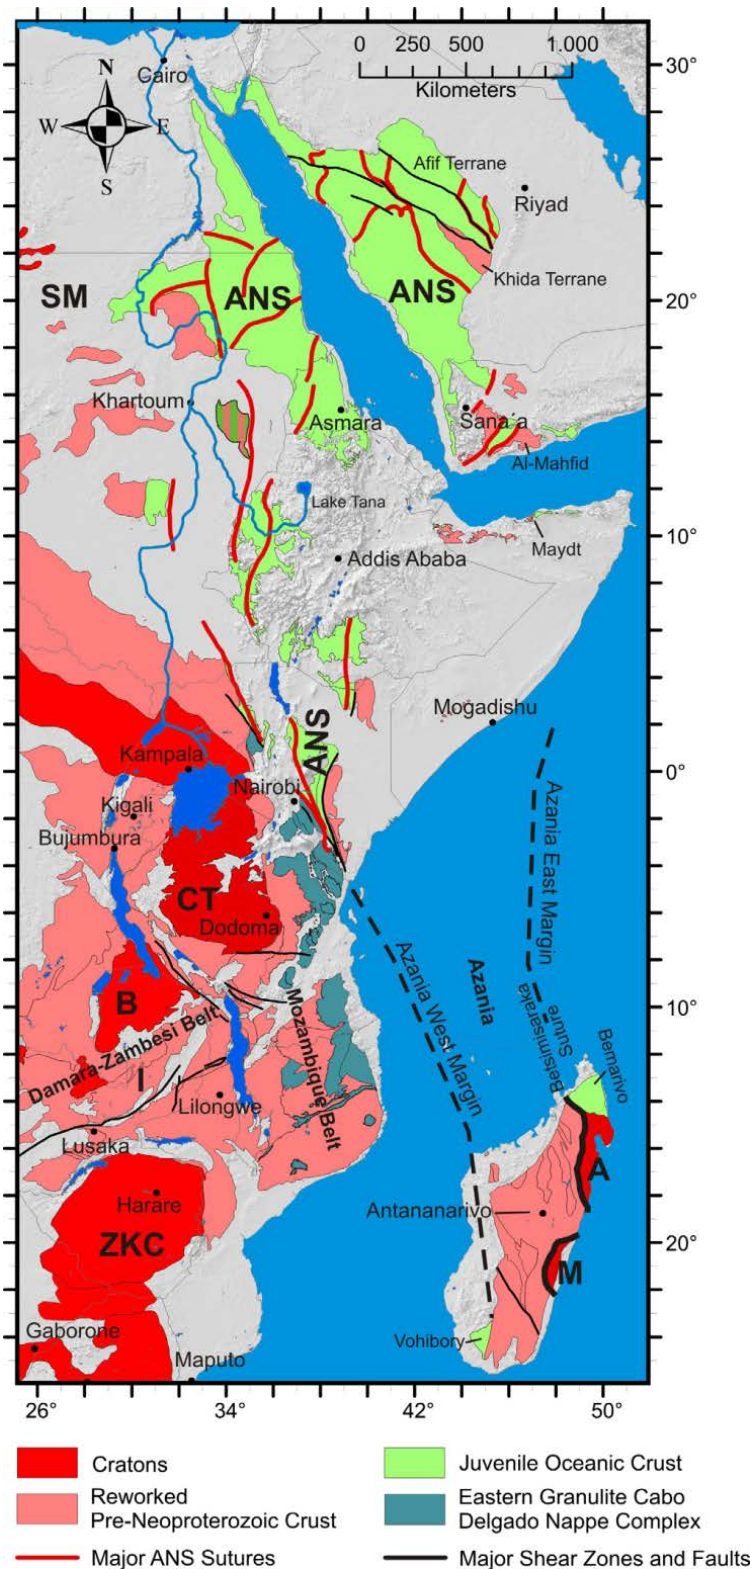 0 250 500 1.000
Kilometers
N
W E
S
30°
Cairo
Afif Terrane
Riyad
Khida Terrane
SM
ANS
ANS
20°
Khartoum
Asmara
Sana´a
Al-Mahfid
Lake Tana
10°
Maydt
Addis Ababa
ANS
Mogadishu
Kampala
0°
Nairobi
Kigali
Bujumbura
CT
Dodoma
Azania East Margin
Azania West Margin
Azania
B
10°
Betsimisaraka
Suture
Bemarivo
Damara-Zambesi Belt
Mozambique Belt
I
Lilongwe
Lusaka
A
Harare
Antananarivo
ZKC
20°
M
Gaborone
Vohibory
Maputo
26° 34° 42° 50°
Cratons
Juvenile Oceanic Crust
Reworked
Pre-Neoproterozoic Crust
Eastern Granulite Cabo
Delgado Nappe Complex
Major ANS Sutures
Major Shear Zones and Faults